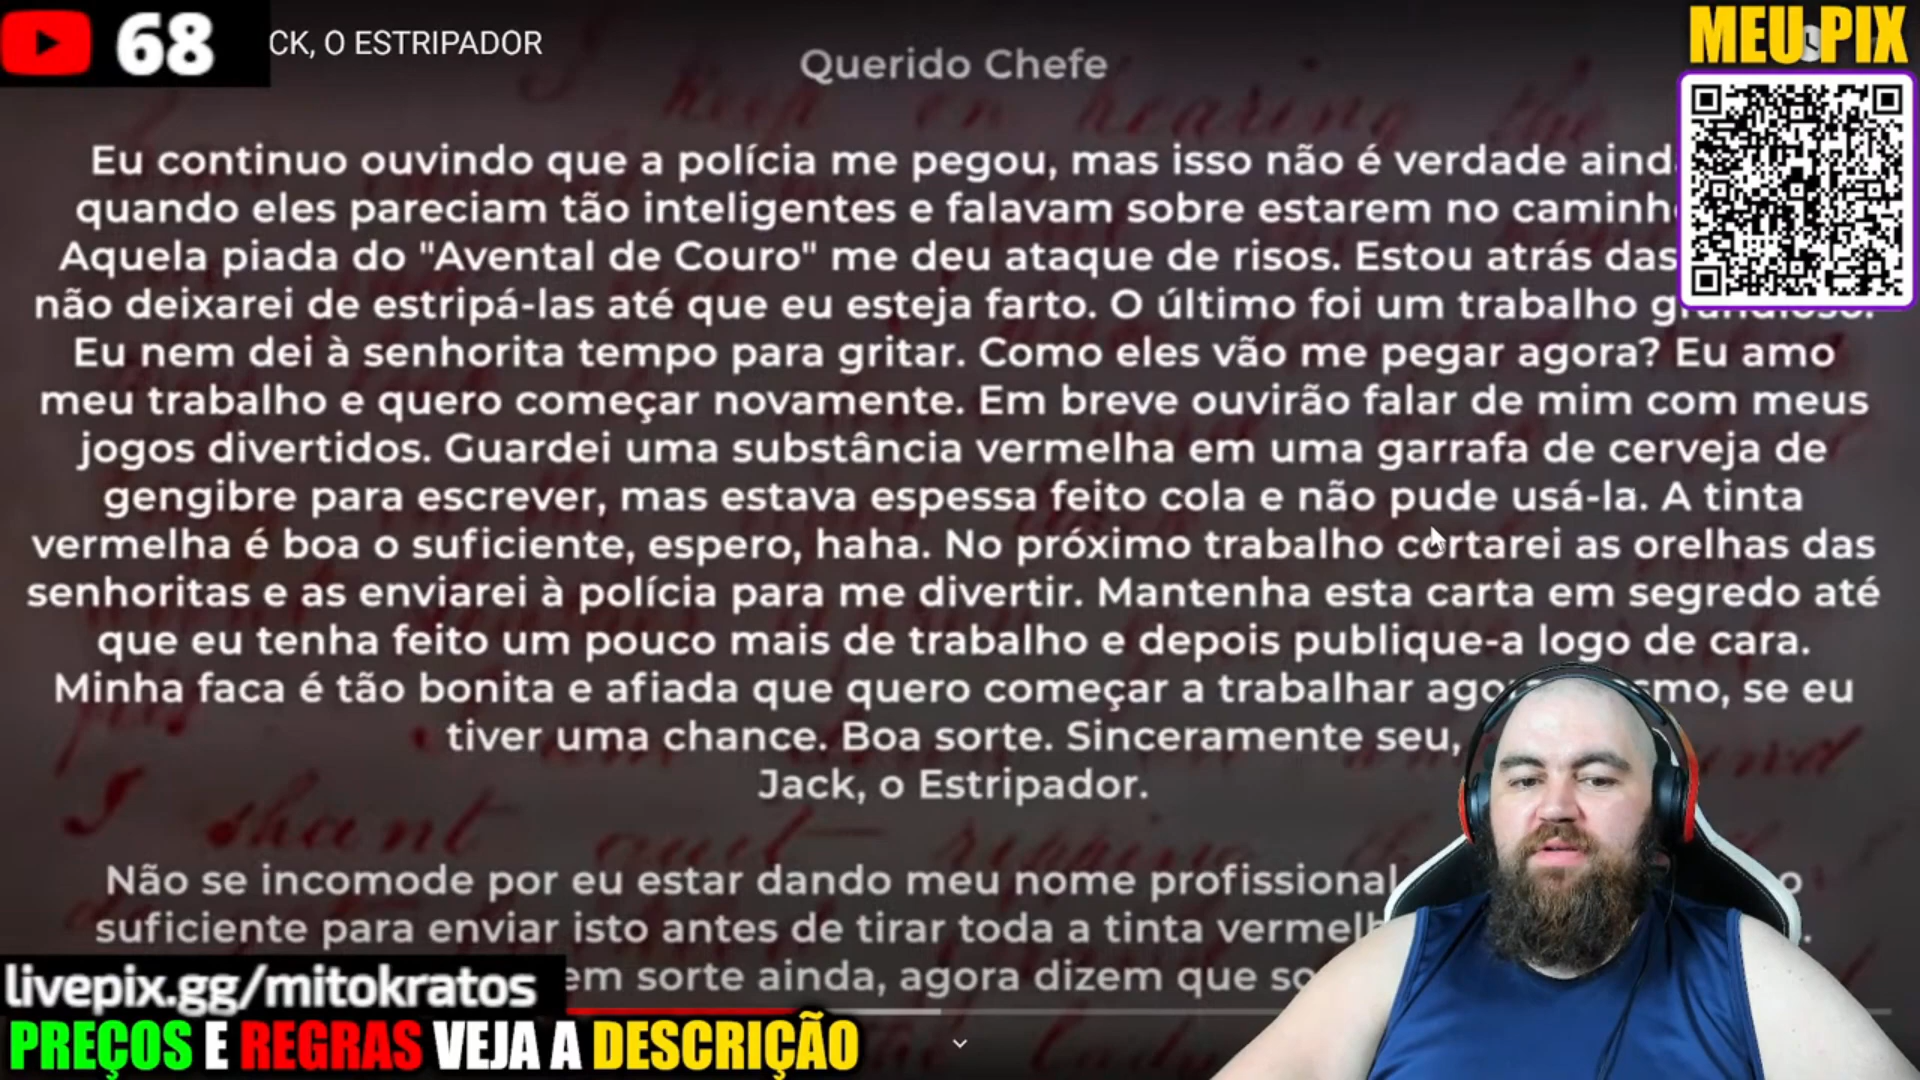 68
CK, O ESTRIPADOR
MEU PIX
Querido Chefe
Eu continuo ouvindo que a polícia me pegou, mas isso não é verdade
quando eles pareciam tão inteligentes e falavam sobre estarem no
Aquela piada do "Avental de Couro" me deu ataque de risos. Estou atrás das
não deixarei de estripá-las até que eu esteja farto. O último foi um trabalho
Eu nem dei à senhorita tempo para gritar. Como eles vão me pegar agora? Eu amo
meu trabalho e quero começar novamente. Em breve ouvirão falar de mim com meus
jogos divertidos. Guardei uma substância vermelha em uma garrafa de cerveja de
gengibre para escrever, mas estava espessa feito cola e não pude usá-la. A tinta
vermelha é boa o suficiente, espero, haha. No próximo trabalho cortarei as orelhas das
senhoritas e as enviarei à polícia para me divertir. Mantenha esta carta em segredo até
que eu tenha feito um pouco mais de trabalho e depois publique-a logo de cara.
Minha faca é tão bonita e afiada que quero começar a trabalhar se eu
tiver uma chance. Boa sorte. Sinceramente seu,
Jack, o Estripador.
Não se incomode por eu estar dando meu nome profissional
suficiente para enviar isto antes de tirar toda a tinta
em sorte ainda, agora dizem que
I keep on hearing the
I shant quit ripping
livepix.gg/mitokratos
PREÇOS E REGRAS VEJA A DESCRIÇÃO